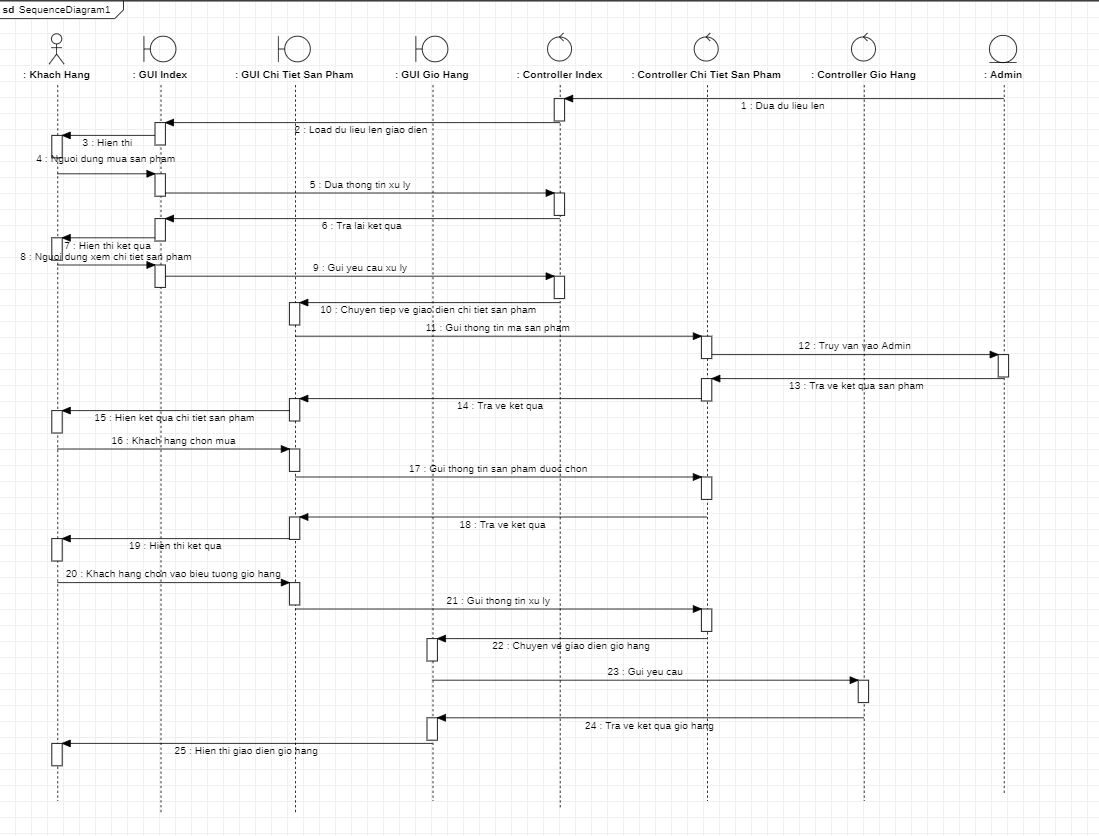 sd SequenceDiagram1
: Khach Hang
: GUI Index
: GUI Chi Tiet San Pham
: GUI Gio Hang
: Controller Index
: Controller Chi Tiet San Pham
: Controller Gio Hang
: Admin
1 : Dua du lieu len
2 : Load du lieu len giao dien
3 : Hien thi
4 : Nguoi dung mua san pham
5 : Dua thong tin xu ly
6 : Tra lai ket qua
7 : Hien thi ket qua
8 : Nguoi dung xem chi tiet san pham
9 : Gui yeu cau xu ly
10 : Chuyen tiep ve giao dien chi tiet san pham
11 : Gui thong tin ma san pham
12 : Truy van vao Admin
13 : Tra ve ket qua san pham
14 : Tra ve ket qua
15 : Hien ket qua chi tiet san pham
16 : Khach hang chon mua
17 : Gui thong tin san pham duoc chon
18 : Tra ve ket qua
19 : Hien thi ket qua
20 : Khach hang chon vao bieu tuong gio hang
21 : Gui thong tin xu ly
22 : Chuyen ve giao dien gio hang
23 : Gui yeu cau
24 : Tra ve ket qua gio hang
25 : Hien thi giao dien gio hang